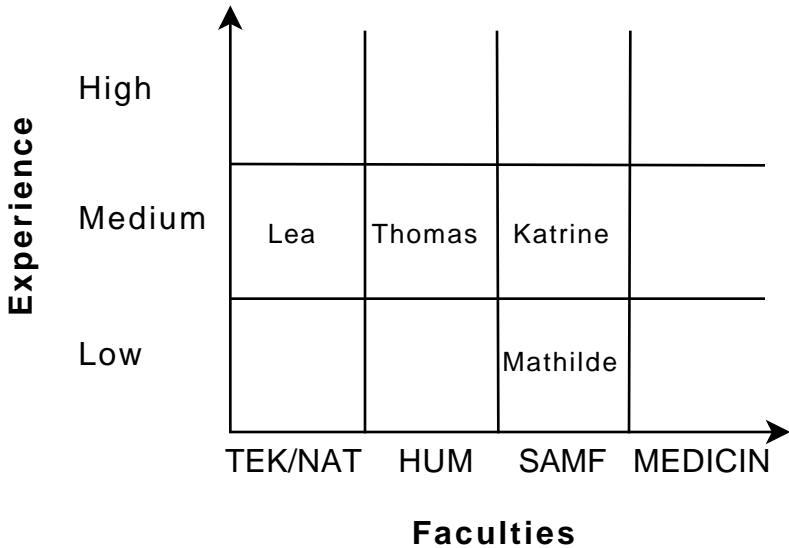 Experience
High
Medium
Lea Thomas Katrine
Low
Mathilde
TEK/NAT HUM SAMF MEDICIN
Faculties